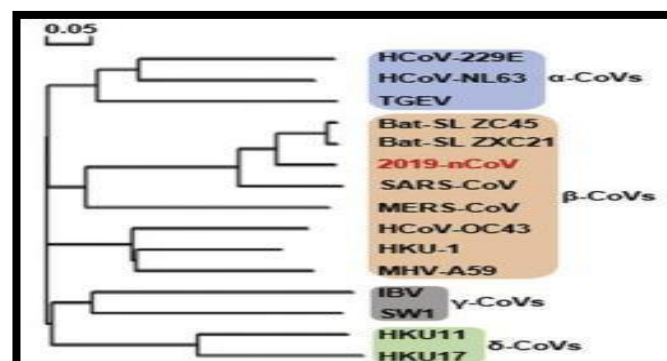 0.05
HCoV-229E
HCoV-NL63
α-CoVs
TGEV
Bat-SL ZC45
Bat-SL ZXC21
2019-nCoV
SARS-CoV
β-CoVs
MERS-CoV
HCoV-OC43
HKU-1
MHV-A59
IBV
γ-CoVs
SW1
HKU11
δ-CoVs
HKU17